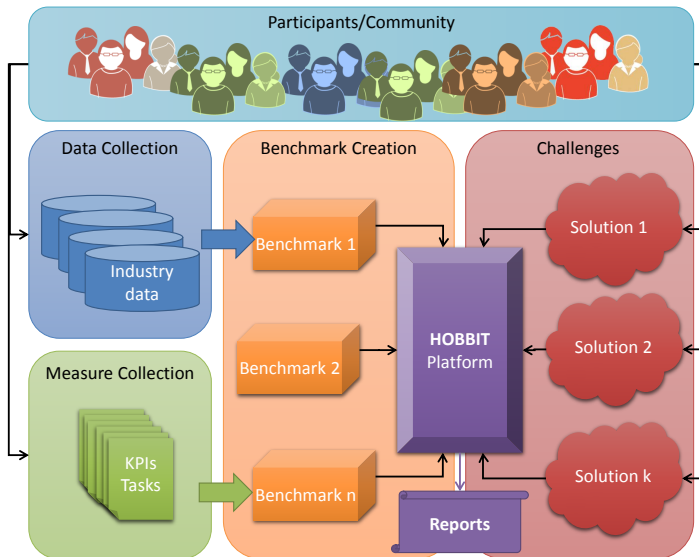 Participants/Community
Data Collection
Industry
data
Measure Collection
KPIs
Tasks
Benchmark Creation
Benchmark 1
Benchmark 2
Benchmark n
HOBBIT
Platform
Reports
Challenges
Solution 1
Solution 2
Solution k